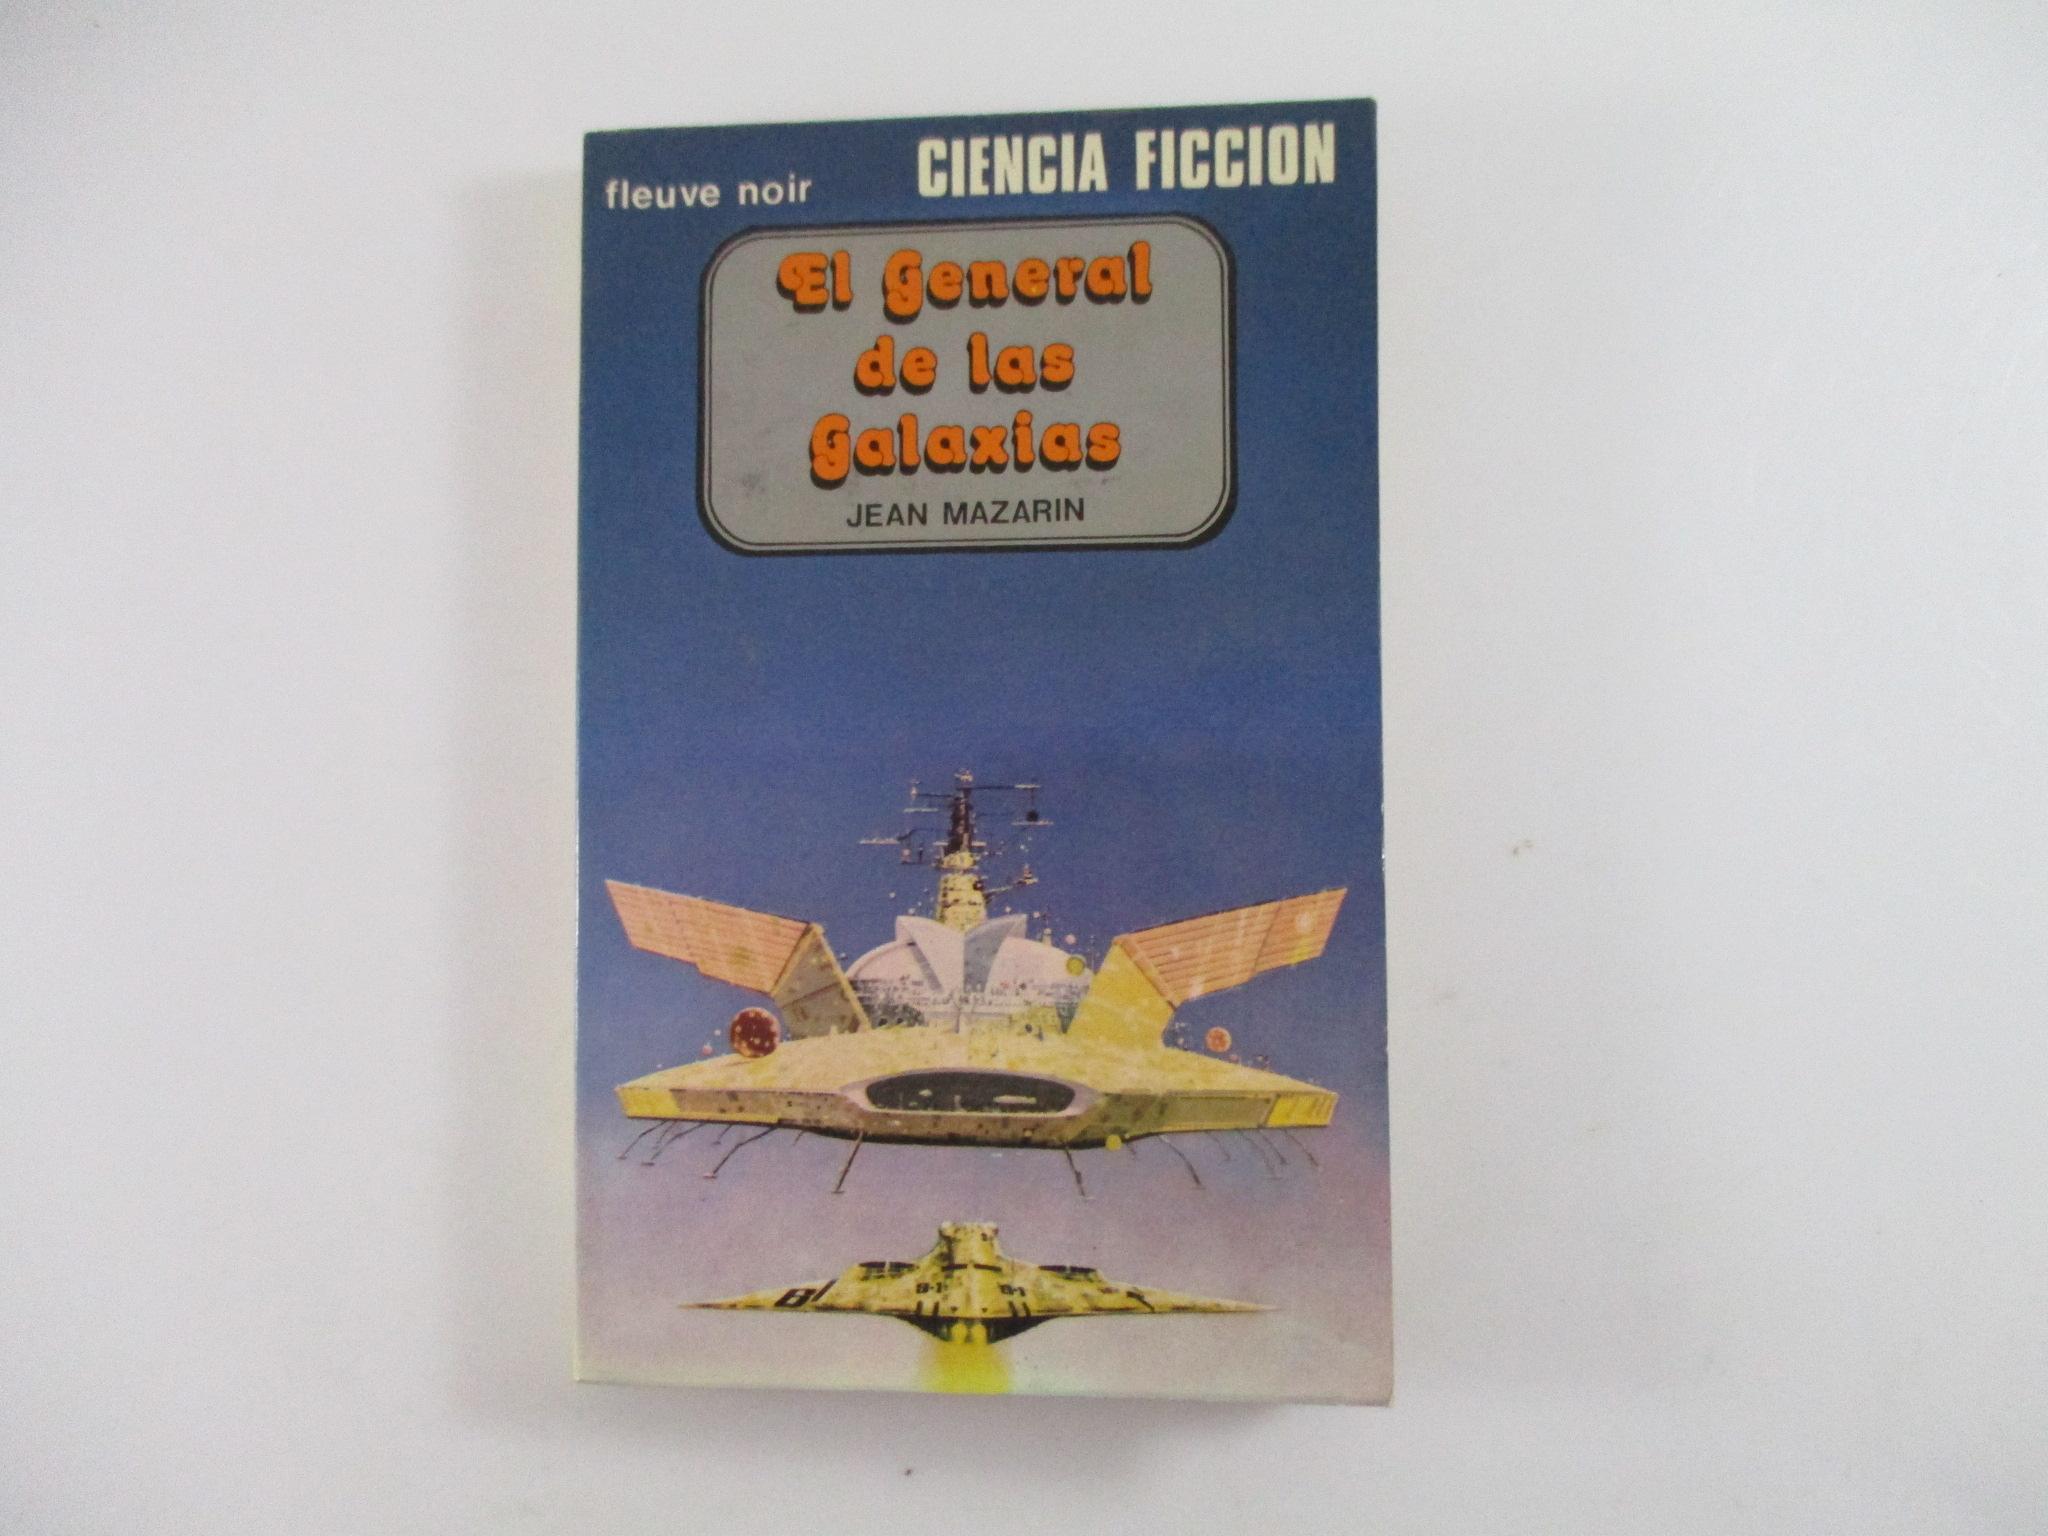 fleuve noir
CIENCIA FICCION
El General
de las
Galaxias
JEAN MAZARIN